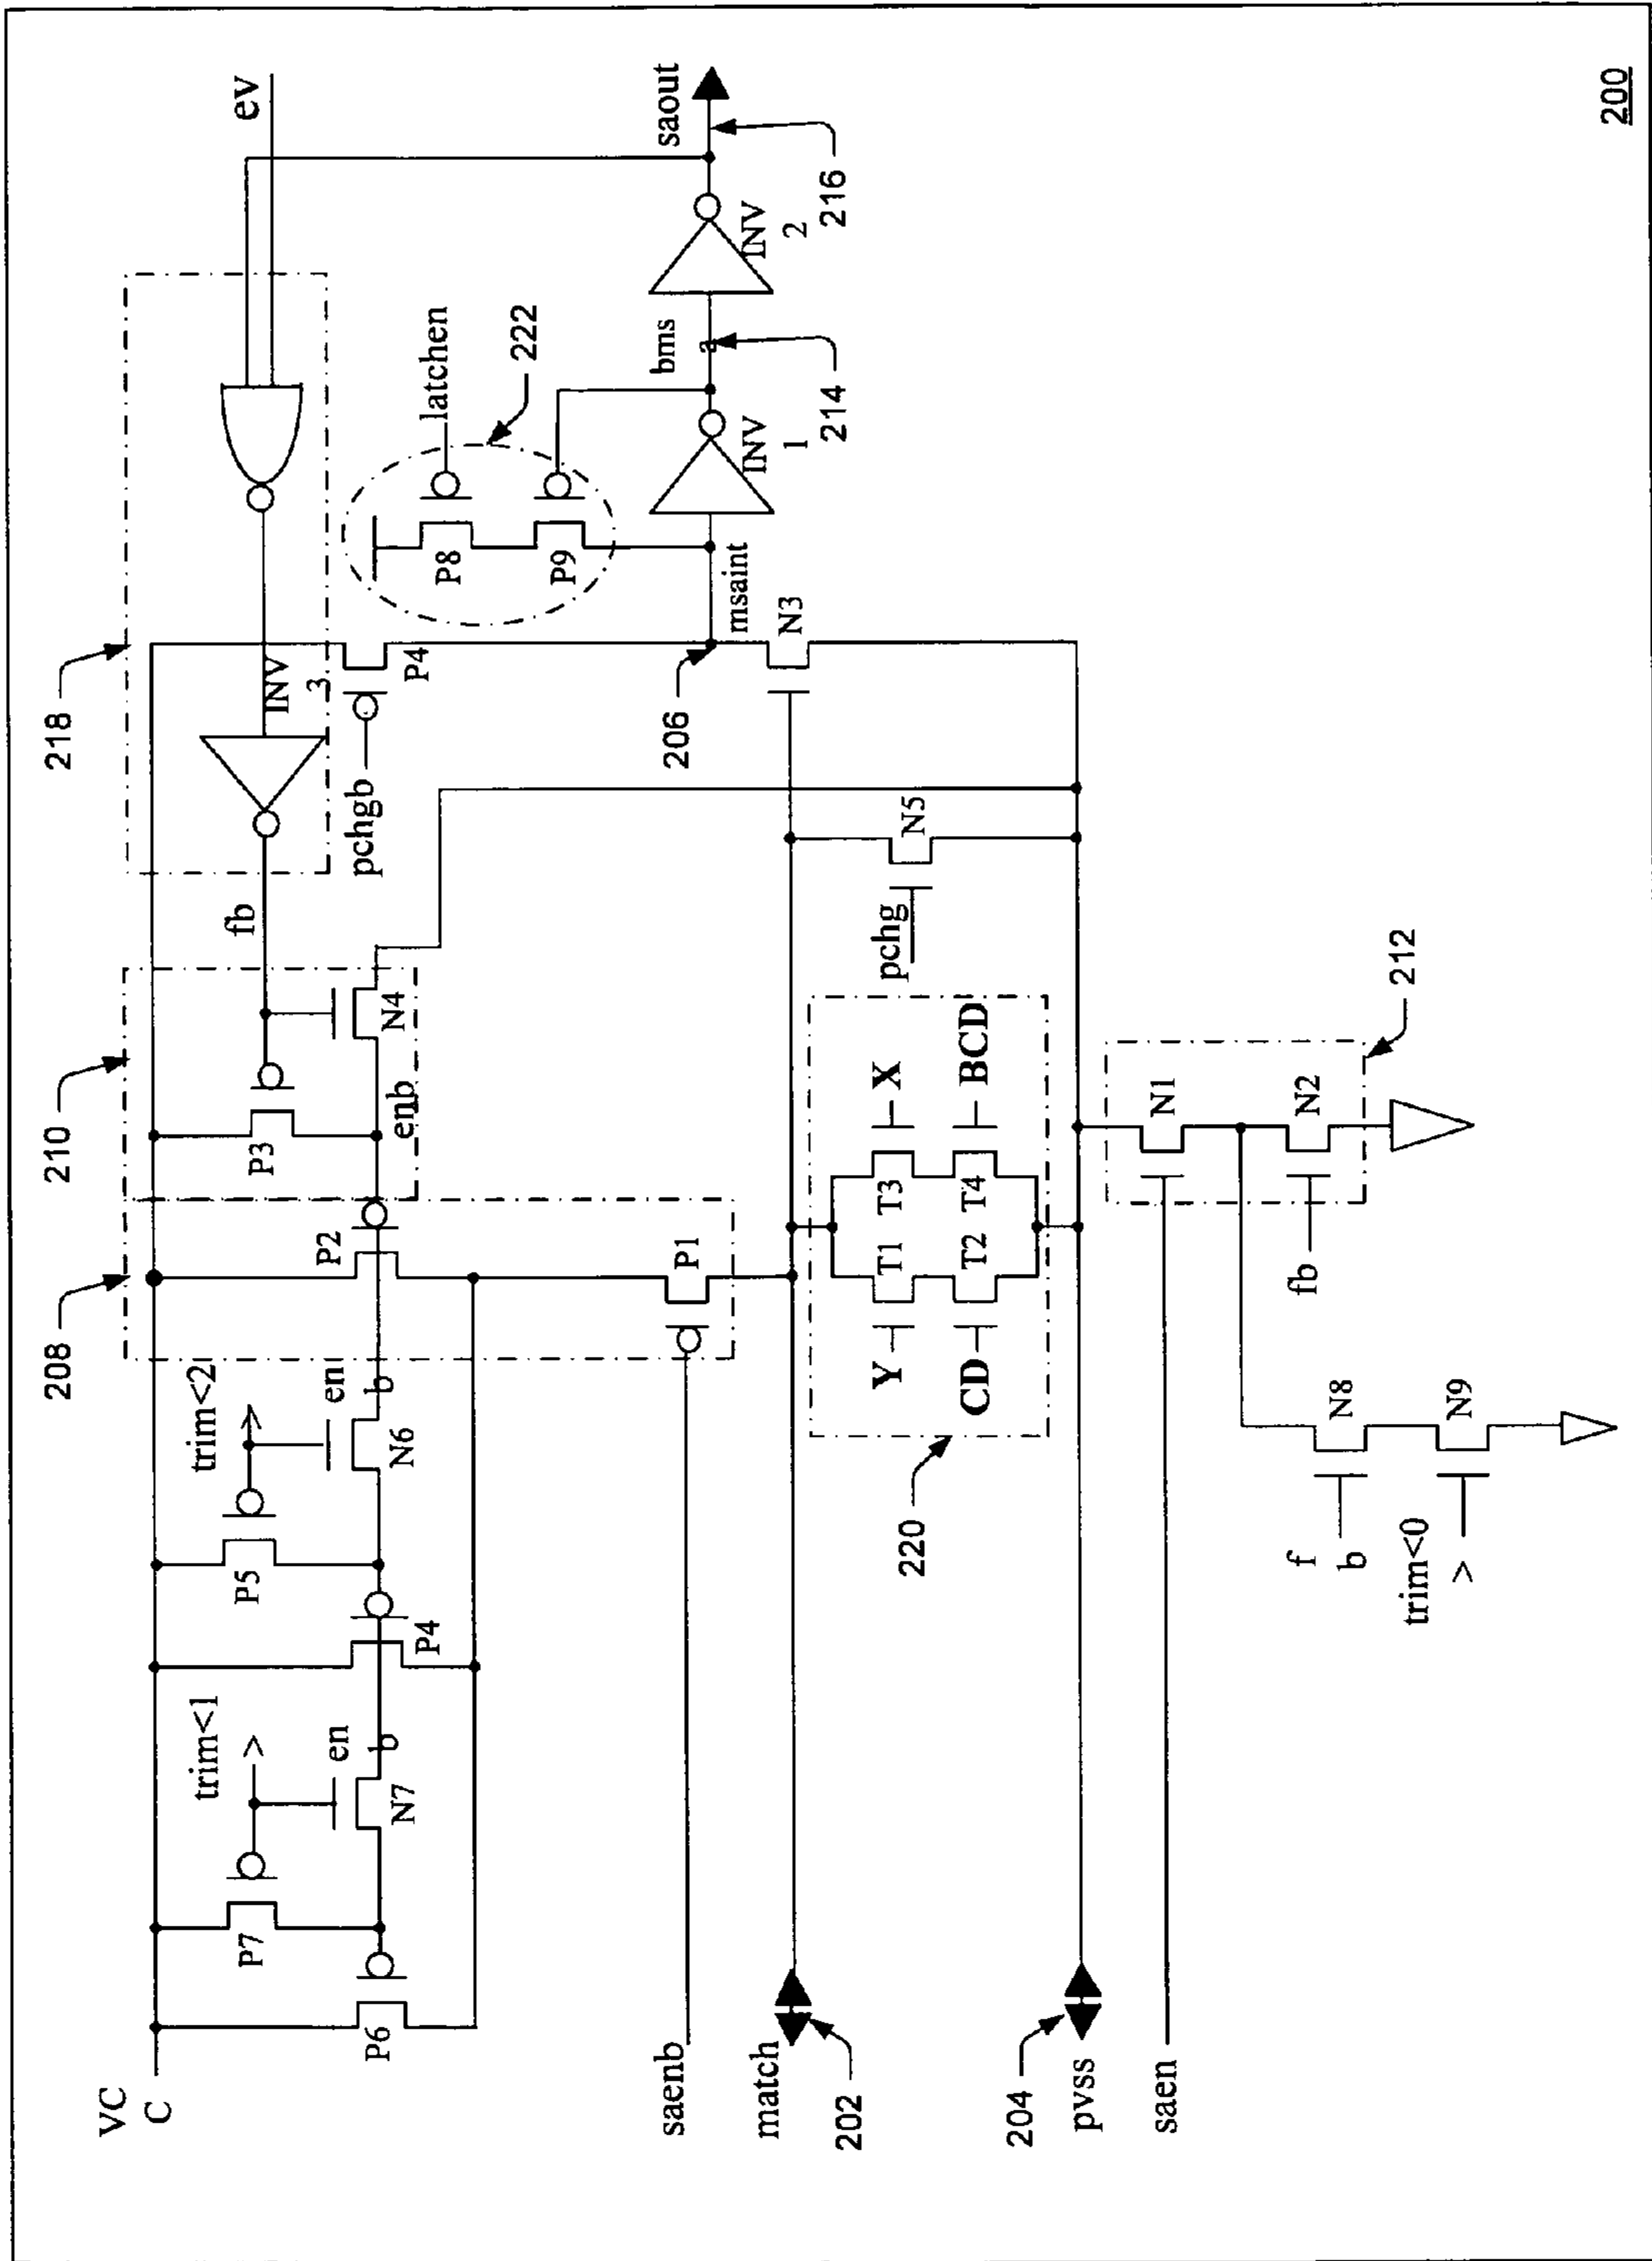 VC
C
P6
P7
trim<1
>
en
b
N7
P4
P5
trim<2
>
en
b
N6
208
P2
P1
210
P3
enb
N4
fb
218
INV
3
pchgb
P4
ev
latchen
222
P8
P9
msaint
206
N3
INV
1
bms
a
214
INV
2
saout
216
saenb
match
202
204
pvss
saen
220
Y
CD
T1
T2
T3
T4
X
BCD
pchg
N5
212
N1
N2
fb
N8
N9
f
b
trim<0
>
200